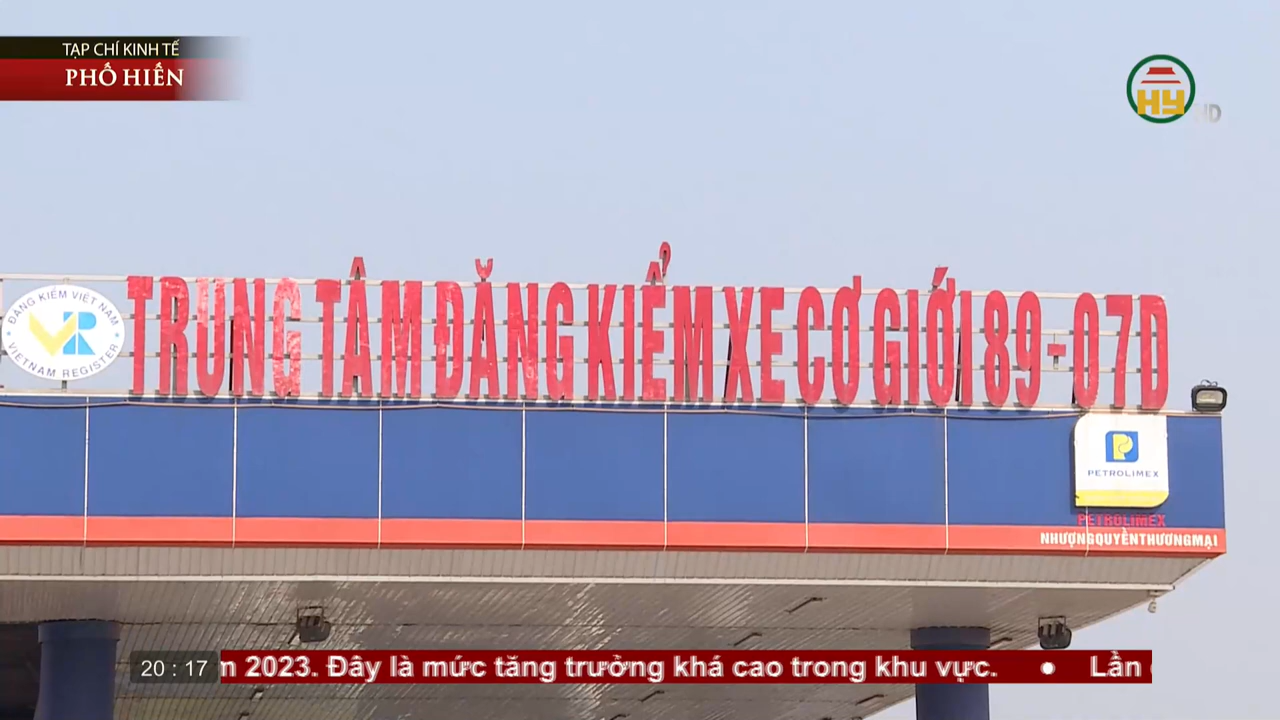 TẠP CHÍ KINH TẾ
PHỐ HIẾN
HY HD
ĐĂNG KIỂM VIỆT NAM
VR
VIETNAM REGISTER
TRUNG TÂM ĐĂNG KIỂM XE CƠ GIỚI 89-07D
PETROLIMEX
PETROLIMEX
NHƯỢNG QUYỀN THƯƠNG MẠI
20 : 17
m 2023. Đây là mức tăng trưởng khá cao trong khu vực. • Lần